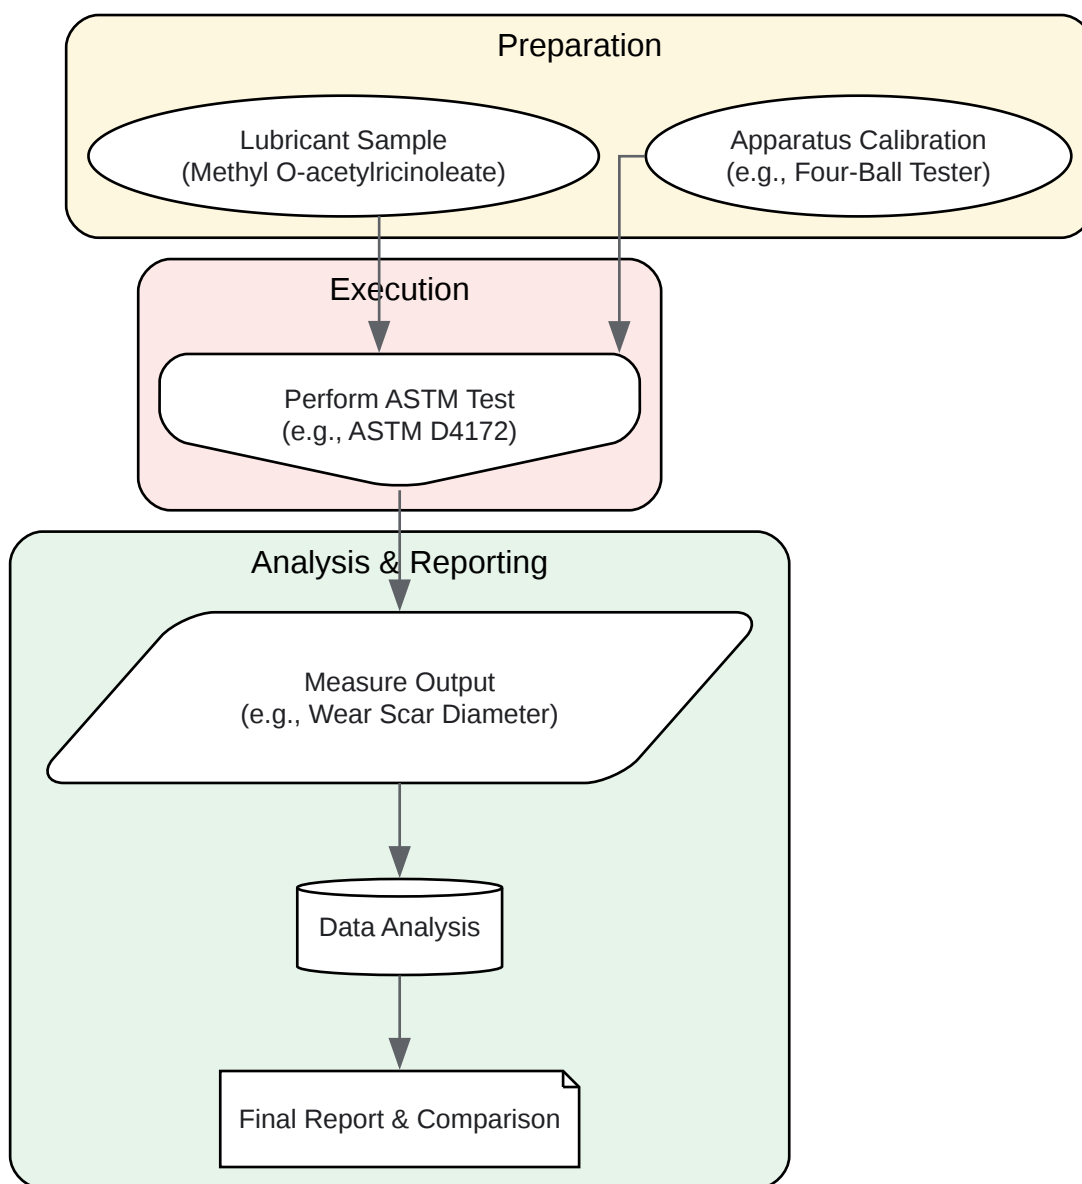 Preparation
Lubricant Sample
(Methyl O-acetylricinoleate)
Apparatus Calibration
(e.g., Four-Ball Tester)
Execution
Perform ASTM Test
(e.g., ASTM D4172)
Analysis & Reporting
Measure Output
(e.g., Wear Scar Diameter)
Data Analysis
Final Report & Comparison